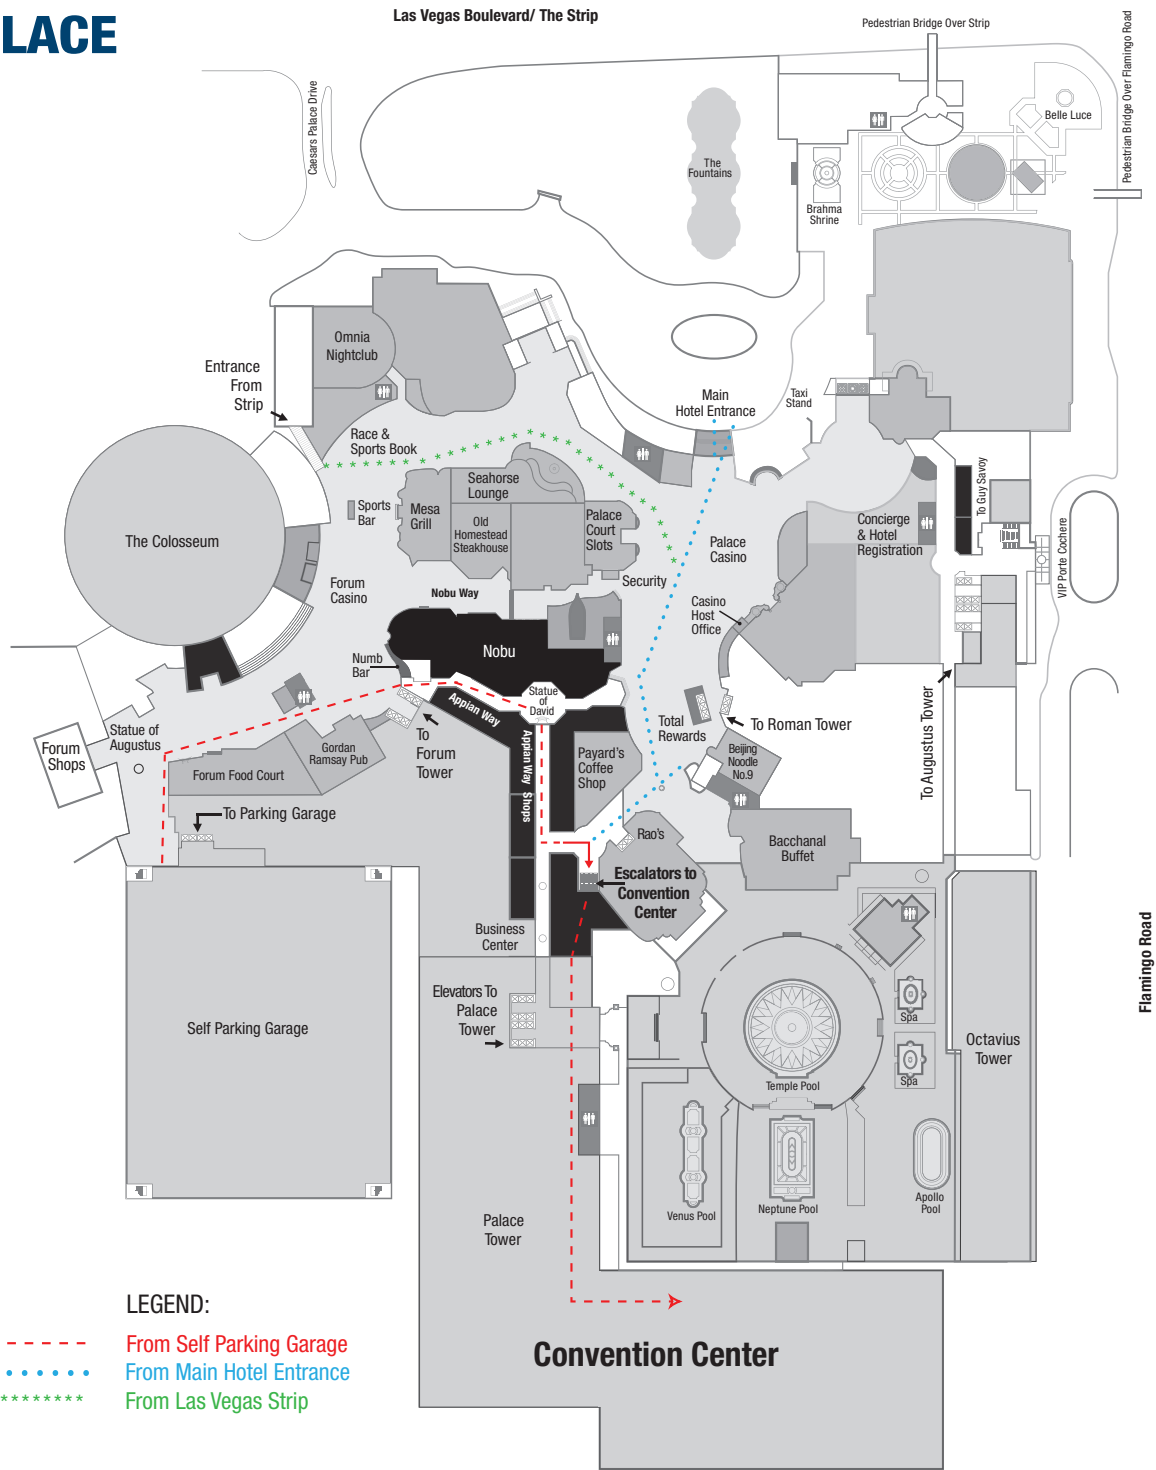 LACE
Las Vegas Boulevard/ The Strip
Pedestrian Bridge Over Strip
Pedestrian Bridge Over Flamingo Road
Caesars Palace Drive
Belle Luce
The
Fountains
Brahma
Shrine
Omnia
Nightclub
Entrance
From
Strip
Main
Hotel Entrance
Taxi
Stand
Race &
Sports Book
Seahorse
Lounge
To Guy Savoy
Sports
Bar
Mesa
Grill
Old
Homestead
Steakhouse
Palace
Court
Slots
Concierge
& Hotel
Registration
The Colosseum
Palace
Casino
VIP Porte Cochere
Forum
Casino
Nobu Way
Security
Casino
Host
Office
Nobu
Numb
Bar
Statue
of
David
Appian Way
Statue of
Augustus
Forum
Shops
To
Forum
Tower
Gordan
Ramsay Pub
Forum Food Court
Appian Way Shops
Payard's
Coffee
Shop
Total
Rewards
To Roman Tower
Beijing
Noodle
No.9
To Augustus Tower
To Parking Garage
Rao's
Bacchanal
Buffet
Escalators to
Convention
Center
Business
Center
Flamingo Road
Elevators To
Palace
Tower
Self Parking Garage
Spa
Octavius
Tower
Spa
Temple Pool
Venus Pool
Neptune Pool
Apollo
Pool
Palace
Tower
Convention Center
LEGEND:
From Self Parking Garage
From Main Hotel Entrance
From Las Vegas Strip